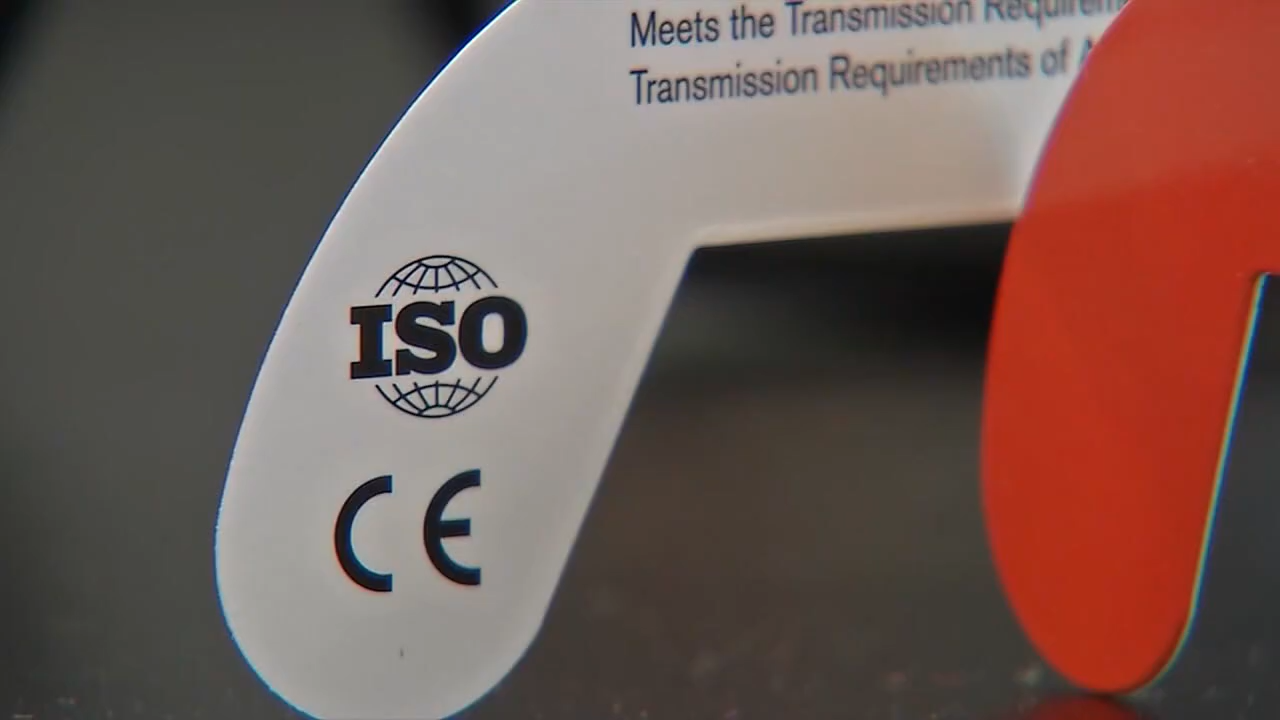 Meets the Transmission
Transmission Requirements of
ISO
CE